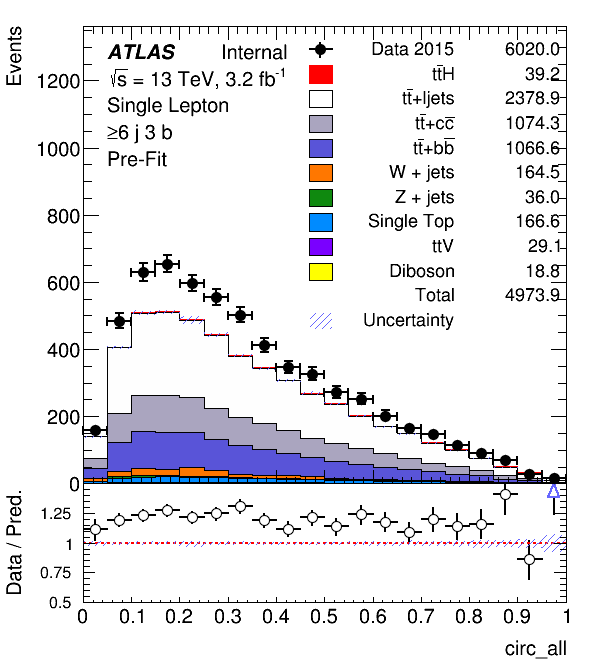 Events
ATLAS Internal
√s = 13 TeV, 3.2 fb⁻¹
Single Lepton
≥6 j 3 b
Pre-Fit
Data 2015 6020.0
tt̅H 39.2
tt̅+ljets 2378.9
tt̅+cc̅ 1074.3
tt̅+bb̅ 1066.6
W + jets 164.5
Z + jets 36.0
Single Top 166.6
ttV 29.1
Diboson 18.8
Total 4973.9
Uncertainty
1200
1000
800
600
400
200
0
Data / Pred.
1.25
1
0.75
0.5
0 0.1 0.2 0.3 0.4 0.5 0.6 0.7 0.8 0.9 1
circ_all